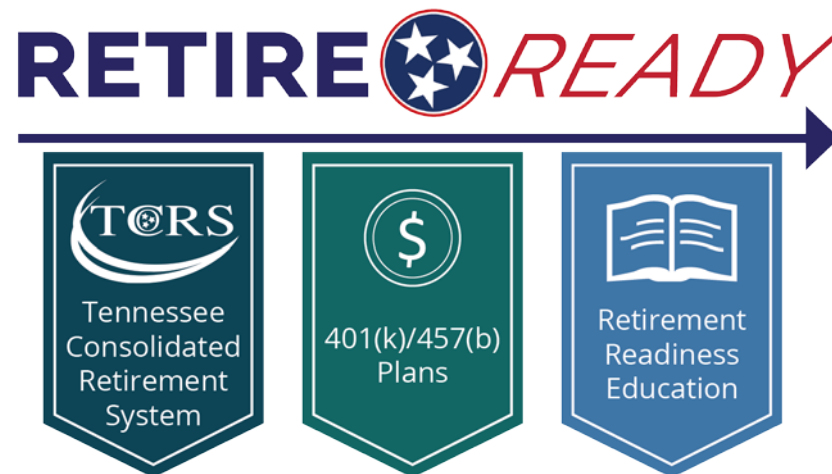 RETIRE READY
TCRS
Tennessee
Consolidated
Retirement
System
$
401(k)/457(b)
Plans
Retirement
Readiness
Education